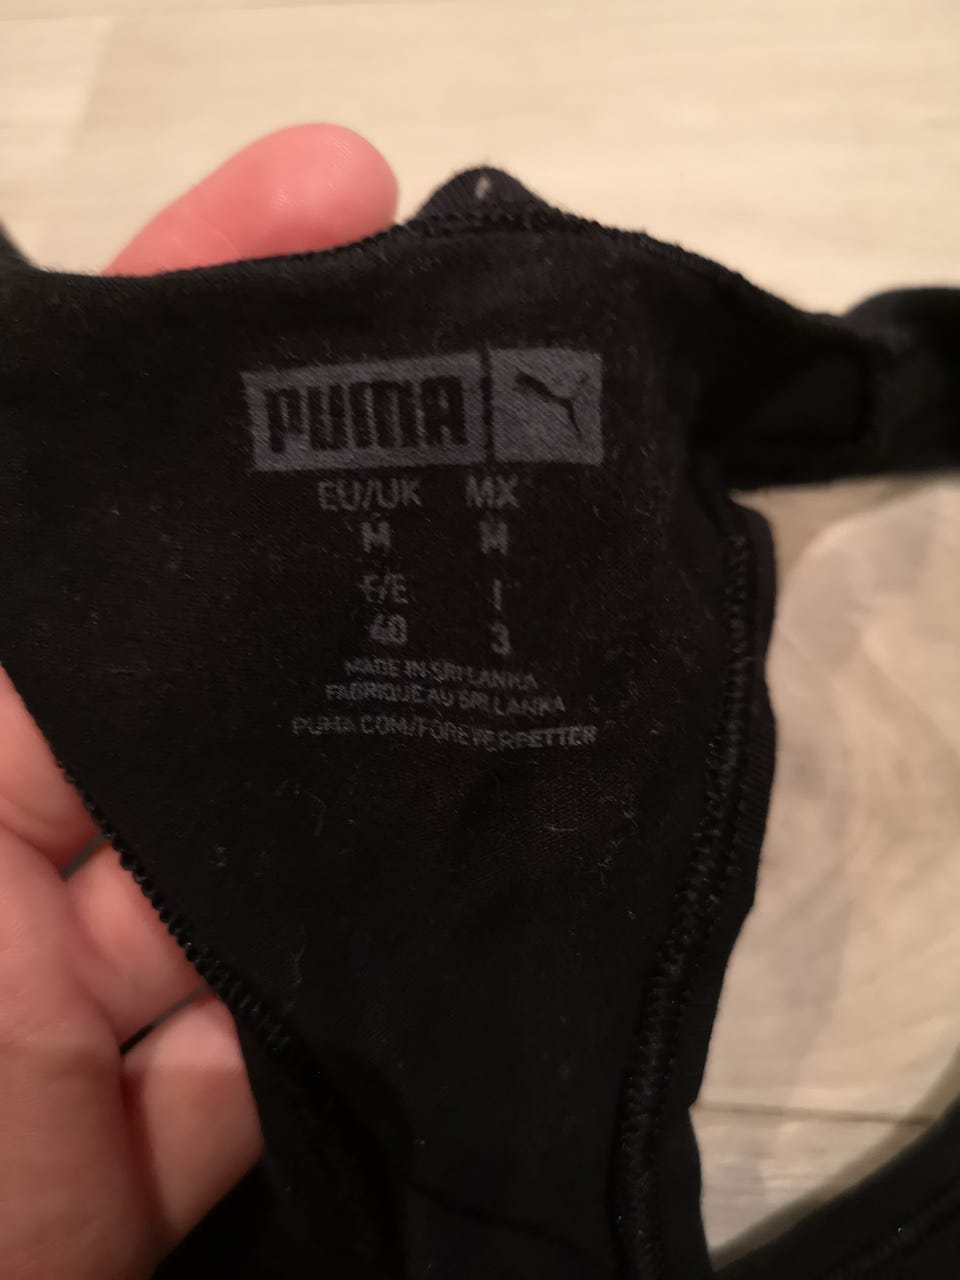 PUMA
EU/UK MX
M M
F/E I
40 3
MADE IN SRI LANKA
FABRIQUE AU SRI LANKA
PUMA.COM/FOREVERBETTER